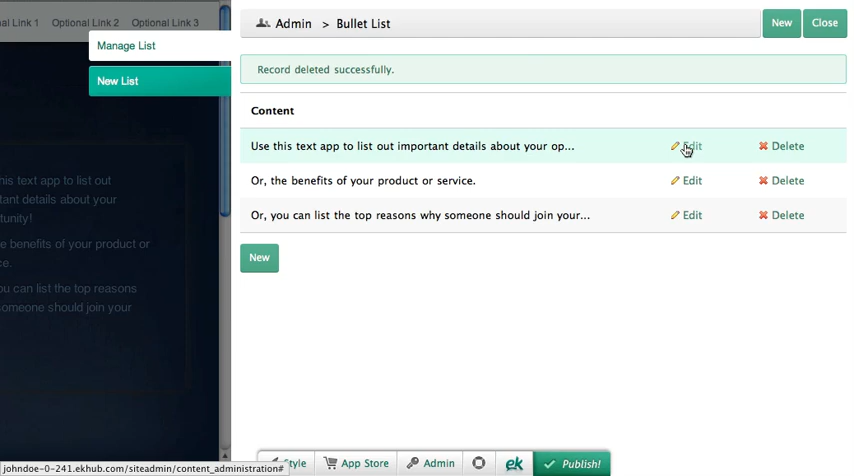 al Link 1 Optional Link 2 Optional Link 3
Manage List
New List
his text app to list out
tant details about your
tunity!
e benefits of your product or
ce.
ou can list the top reasons
omeone should join your
Admin > Bullet List
New Close
Record deleted successfully.
Content
Use this text app to list out important details about your op... Edit Delete
Or, the benefits of your product or service. Edit Delete
Or, you can list the top reasons why someone should join your... Edit Delete
New
Style App Store Admin ek Publish!
johndoe-0-241.ekhub.com/siteadmin/content_administration#